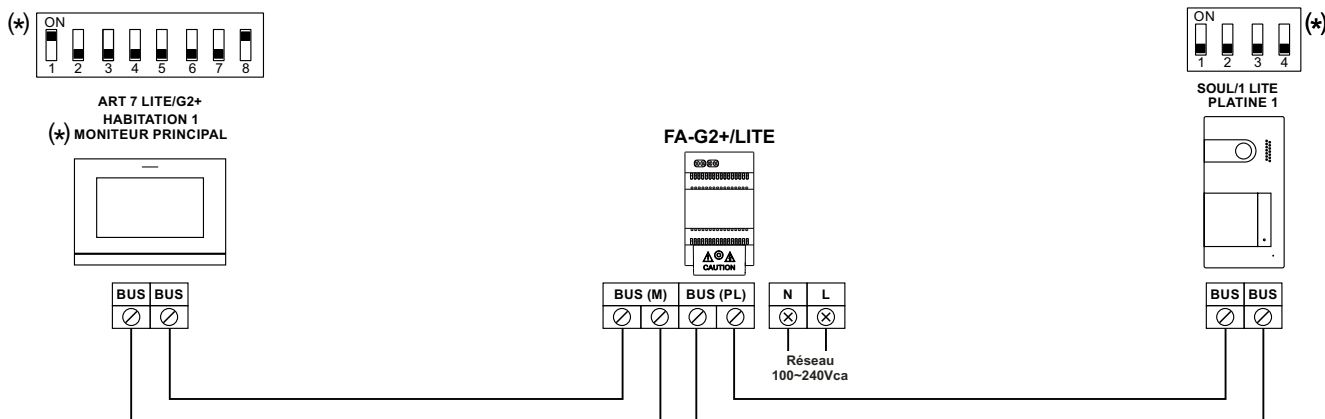 (*) ON
1 2 3 4 5 6 7 8
ART 7 LITE/G2+
HABITATION 1
(*) MONITEUR PRINCIPAL
BUS BUS
FA-G2+/LITE
CAUTION
BUS (M) BUS (PL) N L
Réseau
100~240Vca
ON (*)
1 2 3 4
SOUL/1 LITE
PLATINE 1
BUS BUS